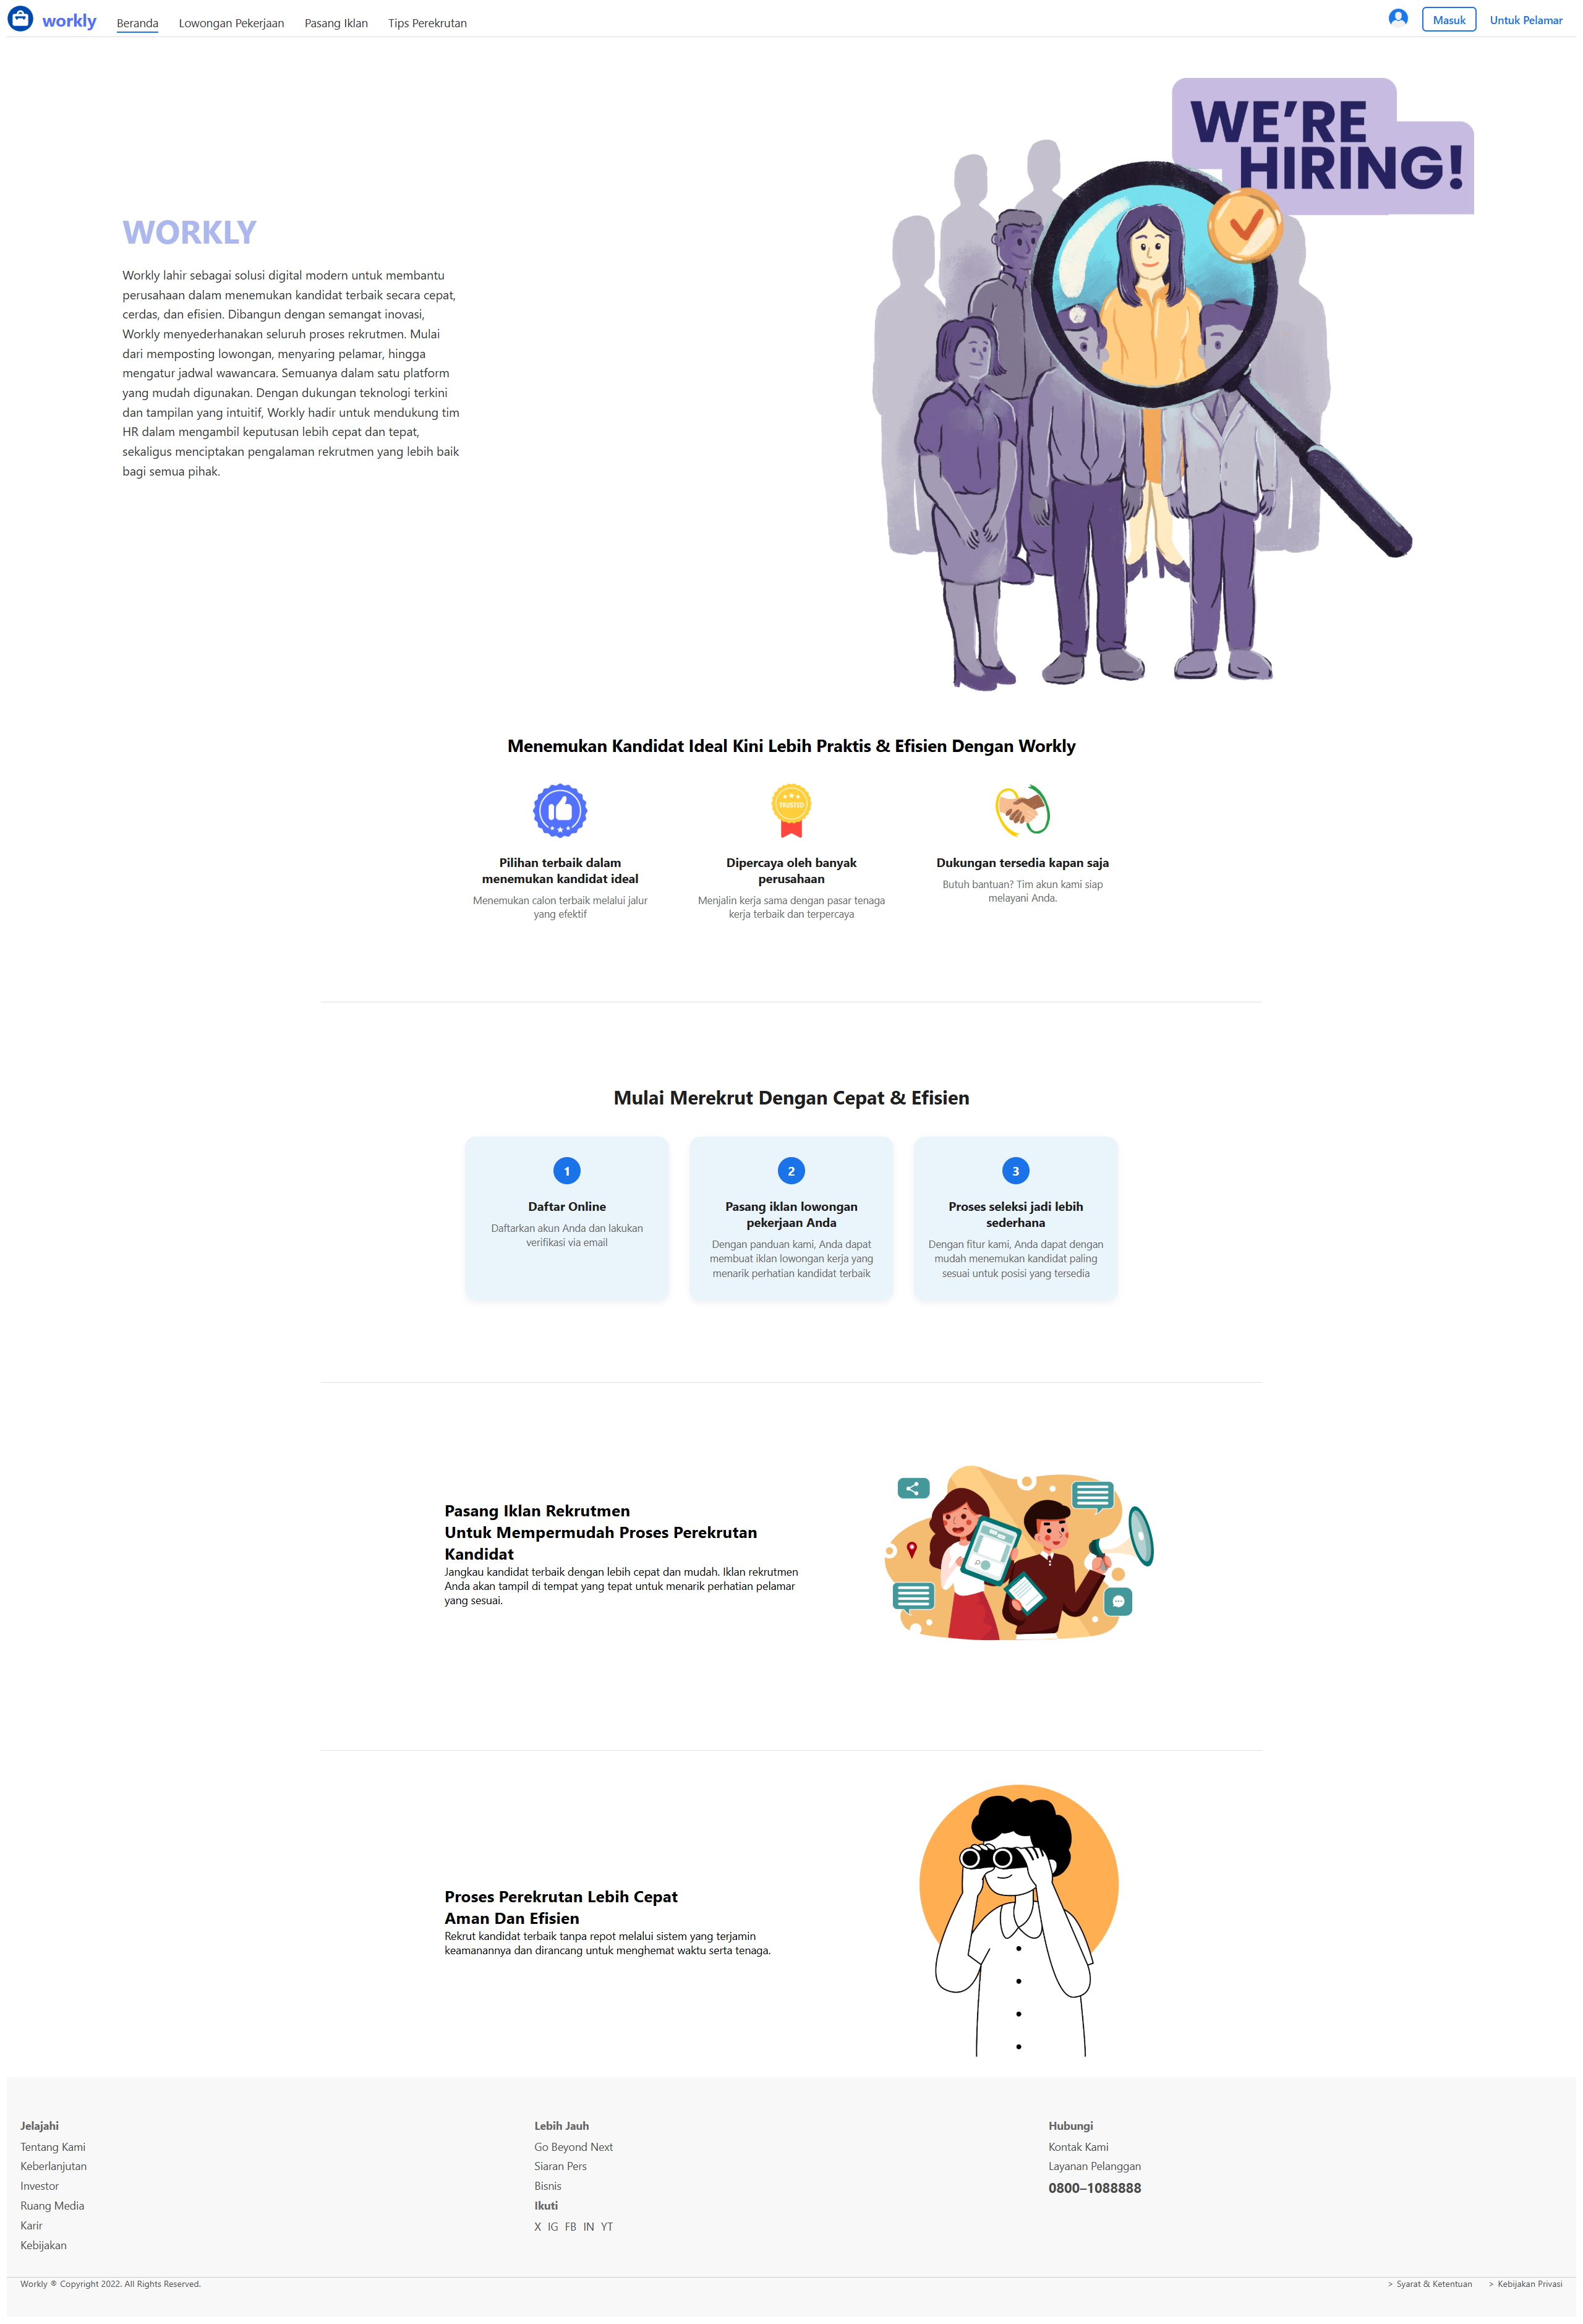 workly
Beranda
Lowongan Pekerjaan
Pasang Iklan
Tips Perekrutan
Masuk
Untuk Pelamar
WE'RE
HIRING!
WORKLY
Workly lahir sebagai solusi digital modern untuk membantu
perusahaan dalam menemukan kandidat terbaik secara cepat,
cerdas, dan efisien. Dibangun dengan semangat inovasi,
Workly menyederhanakan seluruh proses rekrutmen. Mulai
dari memposting lowongan, menyaring pelamar, hingga
mengatur jadwal wawancara. Semuanya dalam satu platform
yang mudah digunakan. Dengan dukungan teknologi terkini
dan tampilan yang intuitif, Workly hadir untuk mendukung tim
HR dalam mengambil keputusan lebih cepat dan tepat,
sekaligus menciptakan pengalaman rekrutmen yang lebih baik
bagi semua pihak.
Menemukan Kandidat Ideal Kini Lebih Praktis & Efisien Dengan Workly
Pilihan terbaik dalam
menemukan kandidat ideal
Menemukan calon terbaik melalui jalur
yang efektif
TRUSTED
Dipercaya oleh banyak
perusahaan
Menjalin kerja sama dengan pasar tenaga
kerja terbaik dan terpercaya
Dukungan tersedia kapan saja
Butuh bantuan? Tim akun kami siap
melayani Anda.
Mulai Merekrut Dengan Cepat & Efisien
1
Daftar Online
Daftarkan akun Anda dan lakukan
verifikasi via email
2
Pasang iklan lowongan
pekerjaan Anda
Dengan panduan kami, Anda dapat
membuat iklan lowongan kerja yang
menarik perhatian kandidat terbaik
3
Proses seleksi jadi lebih
sederhana
Dengan fitur kami, Anda dapat dengan
mudah menemukan kandidat paling
sesuai untuk posisi yang tersedia
Pasang Iklan Rekrutmen
Untuk Mempermudah Proses Perekrutan
Kandidat
Jangkau kandidat terbaik dengan lebih cepat dan mudah. Iklan rekrutmen
Anda akan tampil di tempat yang tepat untuk menarik perhatian pelamar
yang sesuai.
Proses Perekrutan Lebih Cepat
Aman Dan Efisien
Rekrut kandidat terbaik tanpa repot melalui sistem yang terjamin
keamanannya dan dirancang untuk menghemat waktu serta tenaga.
Jelajahi
Tentang Kami
Keberlanjutan
Investor
Ruang Media
Karir
Kebijakan
Lebih Jauh
Go Beyond Next
Siaran Pers
Bisnis
Ikuti
X IG FB IN YT
Hubungi
Kontak Kami
Layanan Pelanggan
0800–1088888
Workly ® Copyright 2022. All Rights Reserved.
> Syarat & Ketentuan
> Kebijakan Privasi